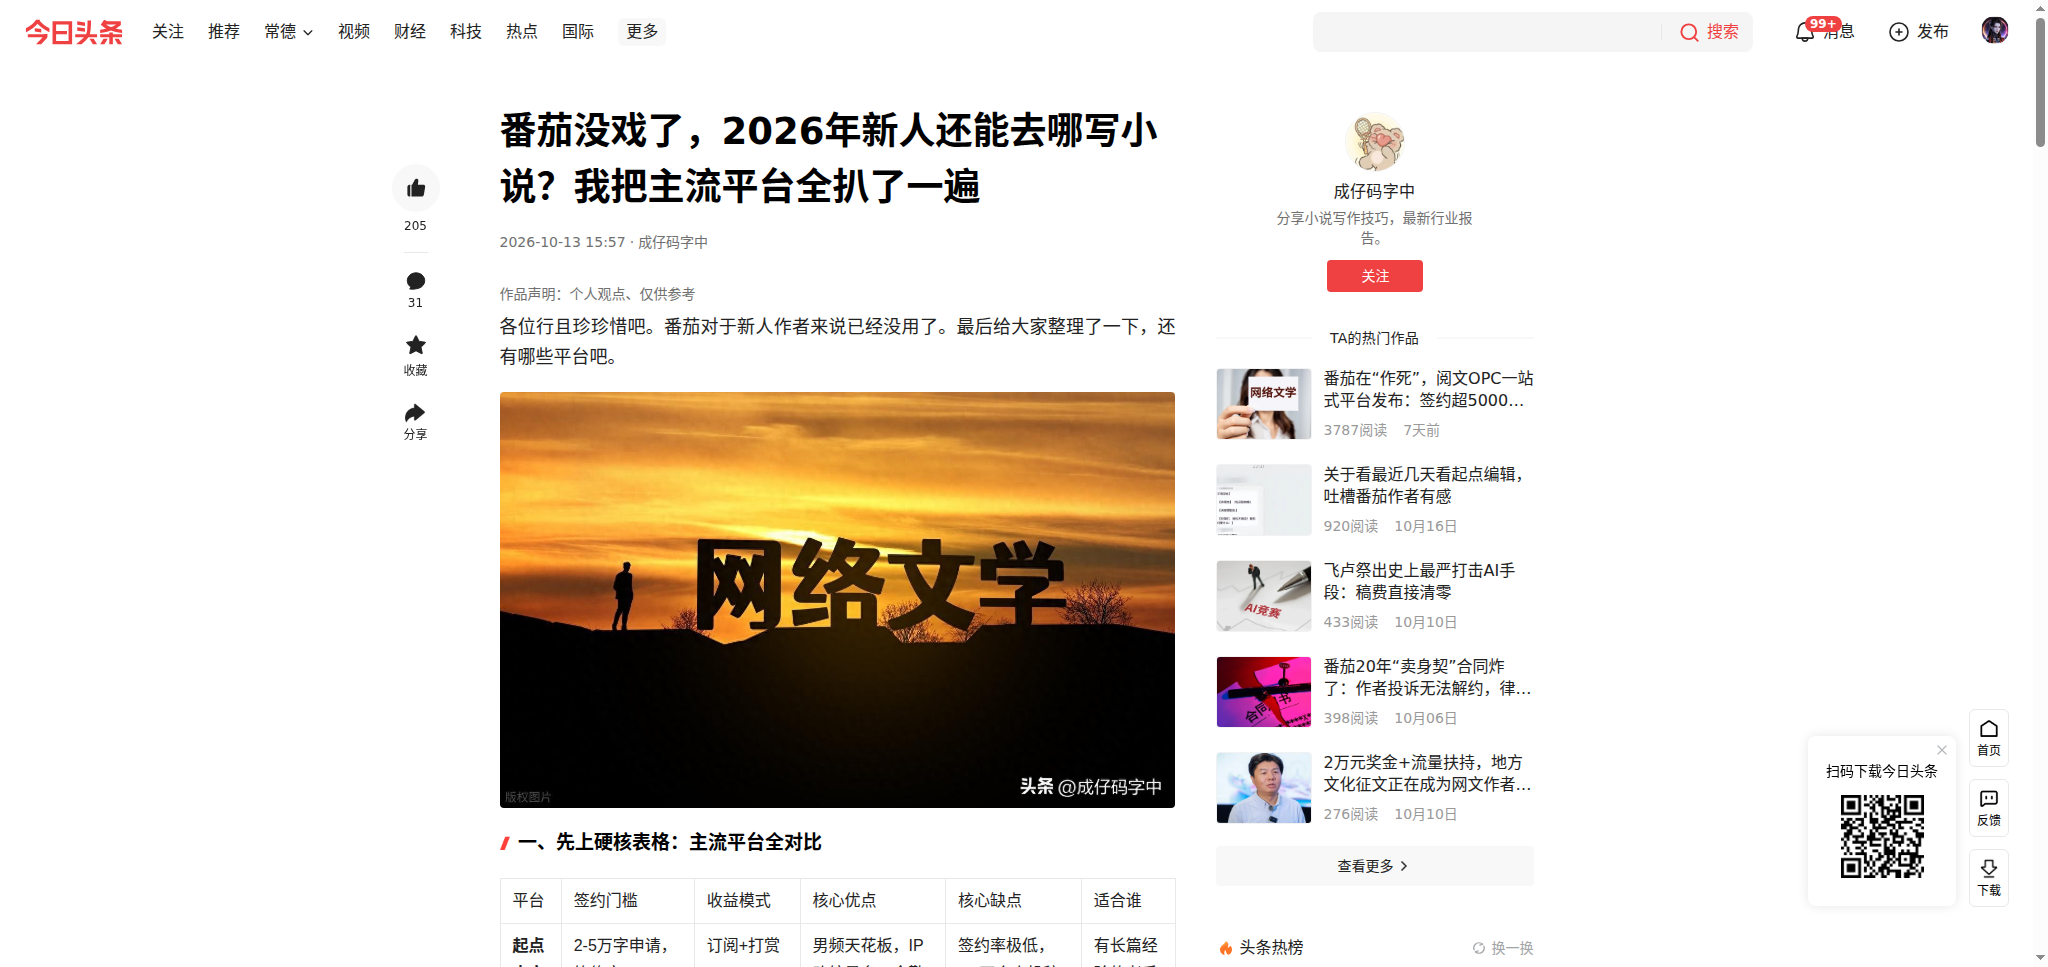 今日头条
关注
推荐
常德
视频
财经
科技
热点
国际
更多
搜索
99+
消息
发布
番茄没戏了，2026年新人还能去哪写小
说？我把主流平台全扒了一遍
2026-10-13 15:57 · 成仔码字中
205
31
收藏
分享
作品声明：个人观点、仅供参考
各位行且珍珍惜吧。番茄对于新人作者来说已经没用了。最后给大家整理了一下，还
有哪些平台吧。
网络文学
版权图片
头条 @成仔码字中
一、先上硬核表格：主流平台全对比
平台
签约门槛
收益模式
核心优点
核心缺点
适合谁
起点
2-5万字申请，
订阅+打赏
男频天花板，IP
签约率极低，
有长篇经
成仔码字中
分享小说写作技巧，最新行业报
告。
关注
TA的热门作品
网络文学
番茄在“作死”，阅文OPC一站
式平台发布：签约超5000...
3787阅读 7天前
关于看最近几天看起点编辑，
吐槽番茄作者有感
920阅读 10月16日
AI竞赛
飞卢祭出史上最严打击AI手
段：稿费直接清零
433阅读 10月10日
番茄20年“卖身契”合同炸
了：作者投诉无法解约，律...
398阅读 10月06日
2万元奖金+流量扶持，地方
文化征文正在成为网文作者...
276阅读 10月10日
查看更多
头条热榜
换一换
扫码下载今日头条
首页
反馈
下载